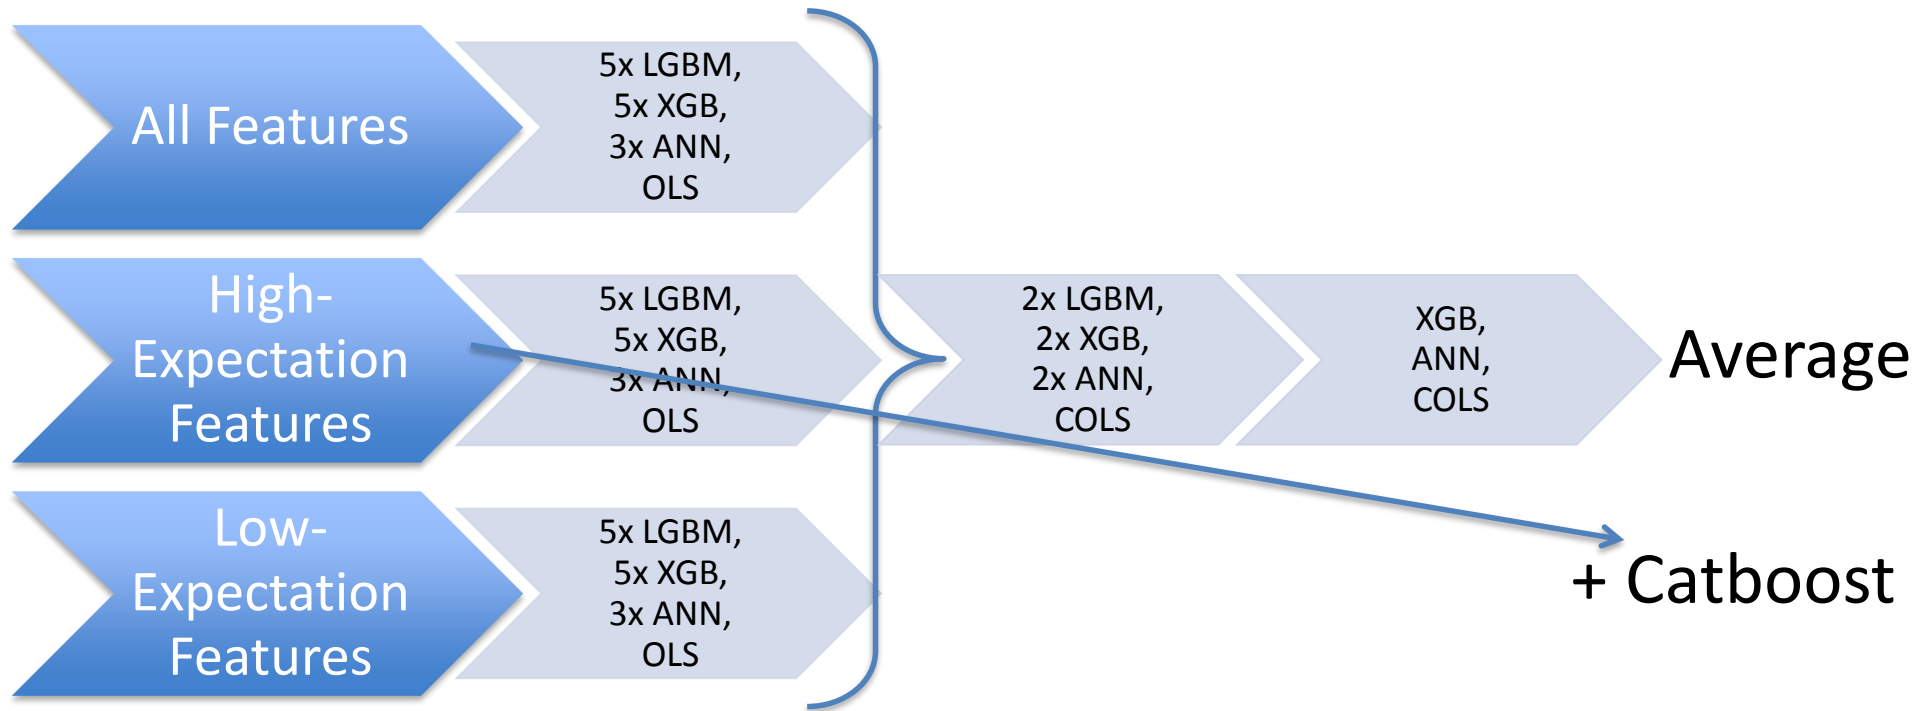 All Features
5x LGBM,
5x XGB,
3x ANN,
OLS
High-
Expectation
Features
5x LGBM,
5x XGB,
3x ANN,
OLS
Low-
Expectation
Features
5x LGBM,
5x XGB,
3x ANN,
OLS
2x LGBM,
2x XGB,
2x ANN,
COLS
XGB,
ANN,
COLS
Average
+ Catboost